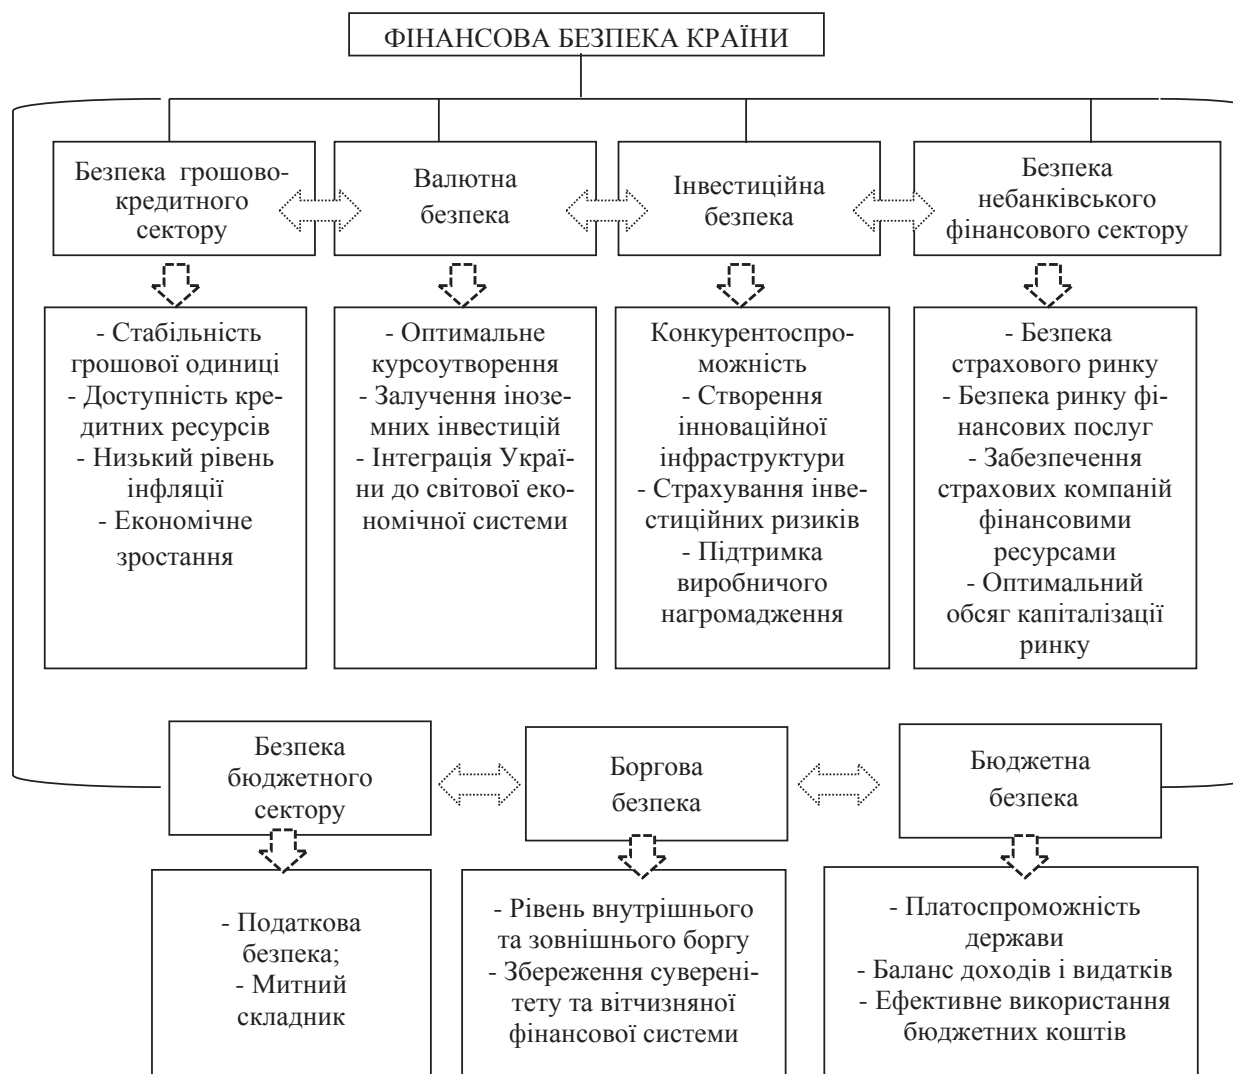 ФІНАНСОВА БЕЗПЕКА КРАЇНИ
Безпека грошово-
кредитного
сектору
Валютна
безпека
Інвестиційна
безпека
Безпека
небанківського
фінансового сектору
- Стабільність
грошової одиниці
- Доступність кре-
дитних ресурсів
- Низький рівень
інфляції
- Економічне
зростання
- Оптимальне
курсоутворення
- Залучення інозе-
мних інвестицій
- Інтеграція Украї-
ни до світової еко-
номічної системи
Конкурентоспро-
можність
- Створення
інноваційної
інфраструктури
- Страхування інве-
стиційних ризиків
- Підтримка
виробничого
нагромадження
- Безпека
страхового ринку
- Безпека ринку фі-
нансових послуг
- Забезпечення
страхових компаній
фінансовими
ресурсами
- Оптимальний
обсяг капіталізації
ринку
Безпека
бюджетного
сектору
Боргова
безпека
Бюджетна
безпека
- Податкова
безпека;
- Митний
складник
- Рівень внутрішнього
та зовнішнього боргу
- Збереження суверені-
тету та вітчизняної
фінансової системи
- Платоспроможність
держави
- Баланс доходів і видатків
- Ефективне використання
бюджетних коштів